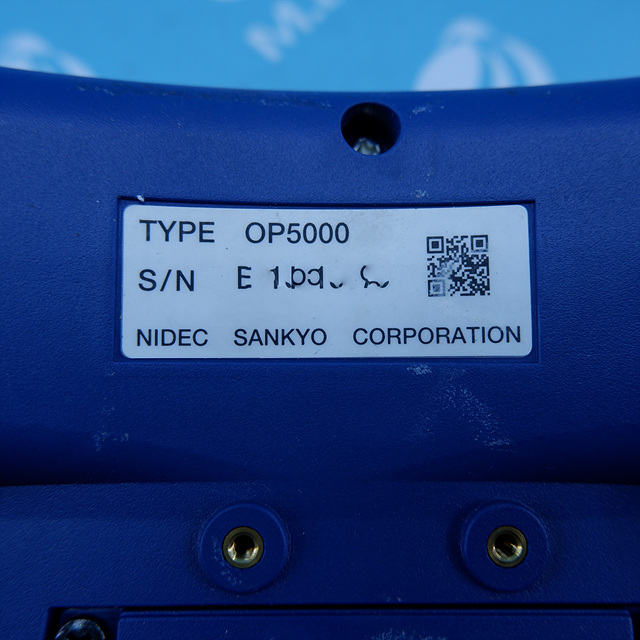 TYPE OP5000
S/N E
NIDEC SANKYO CORPORATION